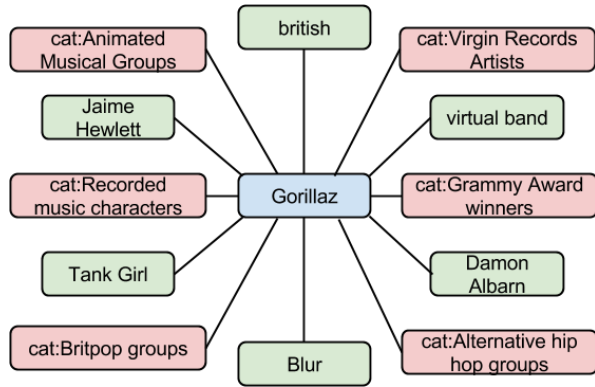 british
cat:Animated
Musical Groups
cat:Virgin Records
Artists
Jaime
Hewlett
virtual band
cat:Recorded
music characters
Gorillaz
cat:Grammy Award
winners
Tank Girl
Damon
Albarn
cat:Britpop groups
Blur
cat:Alternative hip
hop groups